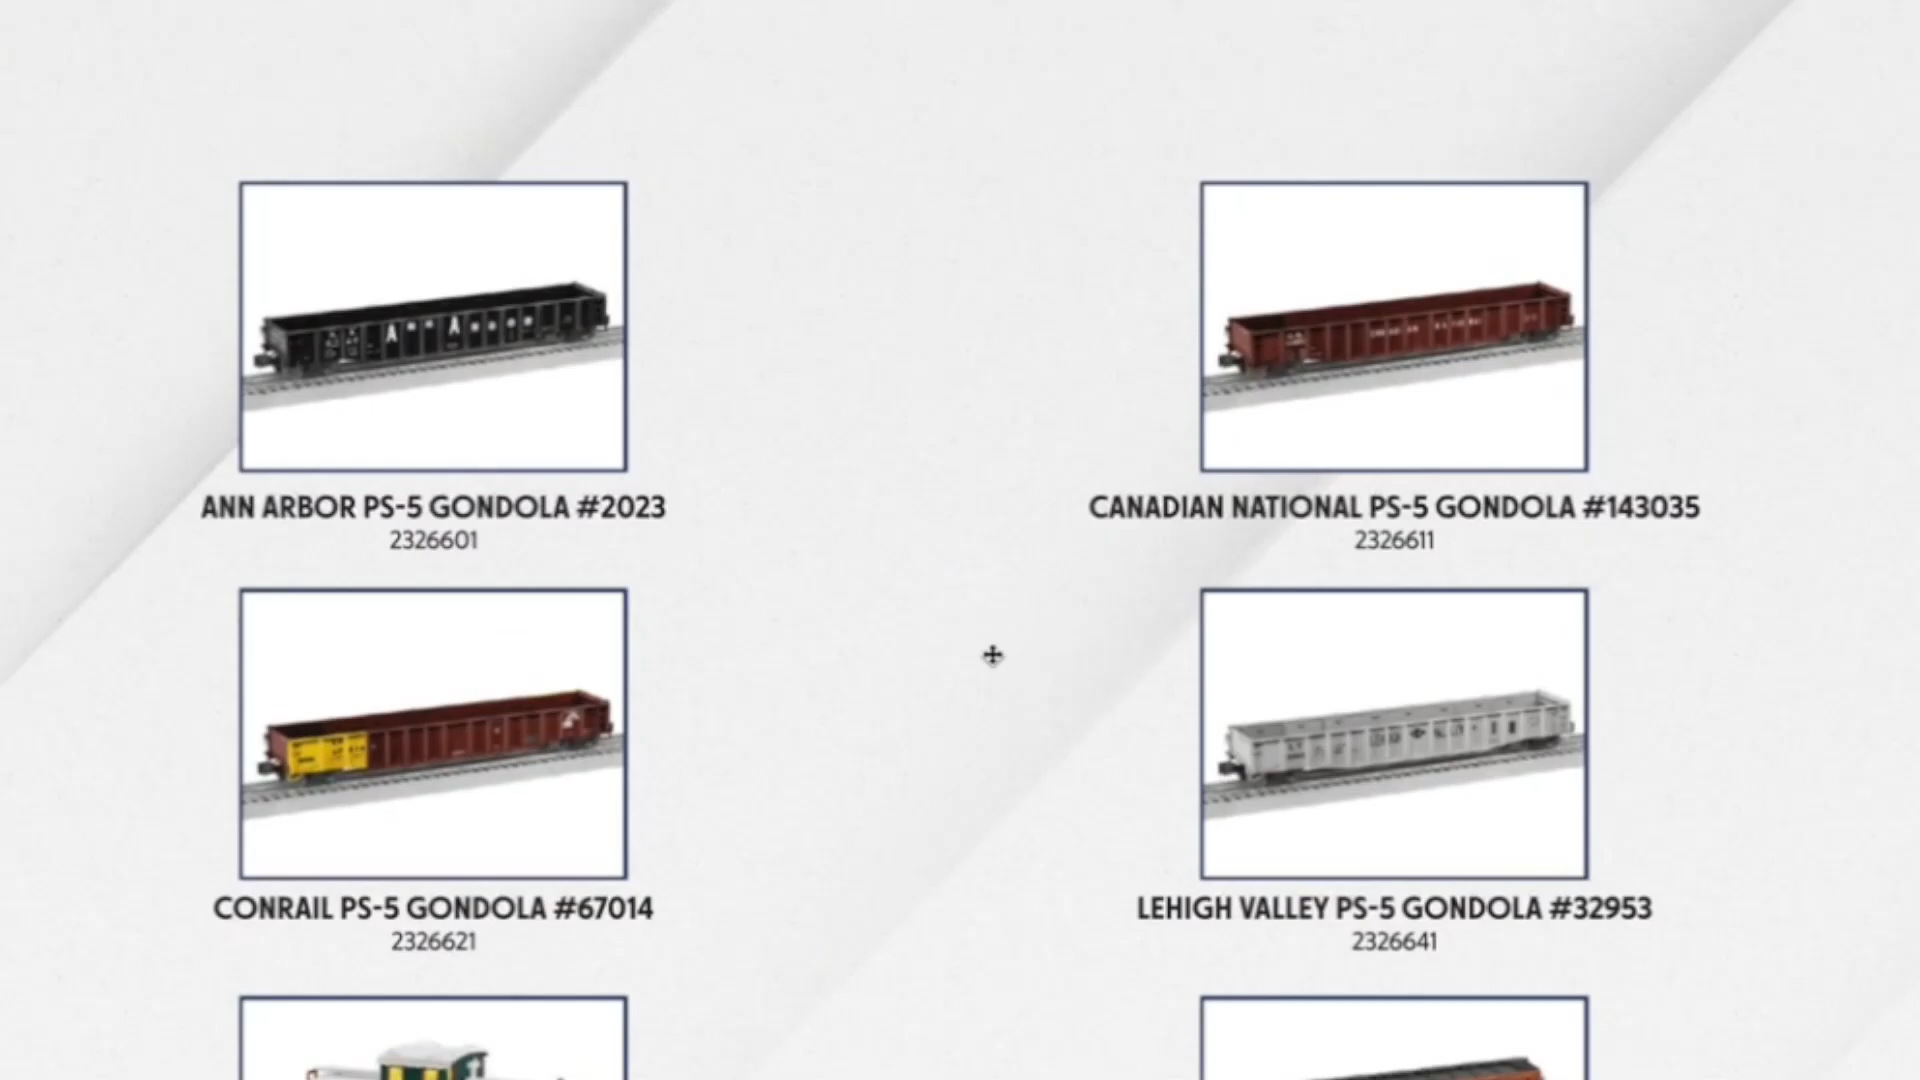 ANN ARBOR PS-5 GONDOLA #2023
2326601
CANADIAN NATIONAL PS-5 GONDOLA #143035
2326611
CONRAIL PS-5 GONDOLA #67014
2326621
LEHIGH VALLEY PS-5 GONDOLA #32953
2326641